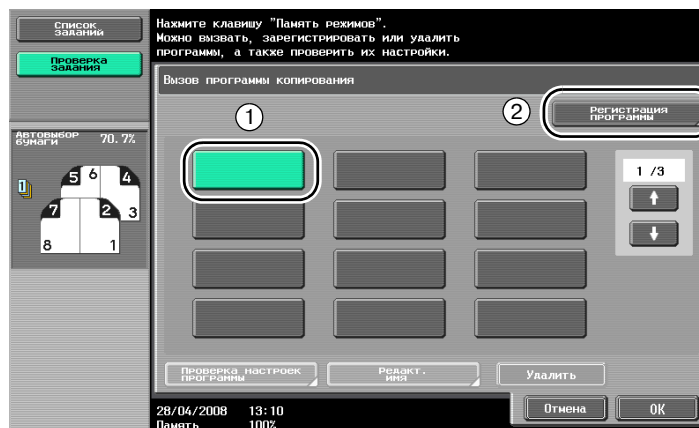 Список
задания
Проверка
задания
Нажмите клавишу "Память режимов".
Можно вызвать, зарегистрировать или удалить
программы, а также проверить их настройки.
Вызов программы копирования
1
2
Регистрация
программы
Автовыбор
бумаги
70.7%
1
5 6 4
7 2 3
8 1
1 /3
Проверка настроек
программы
Редакт.
имя
Удалить
Отмена
OK
28/04/2008 13:10
Память 100%